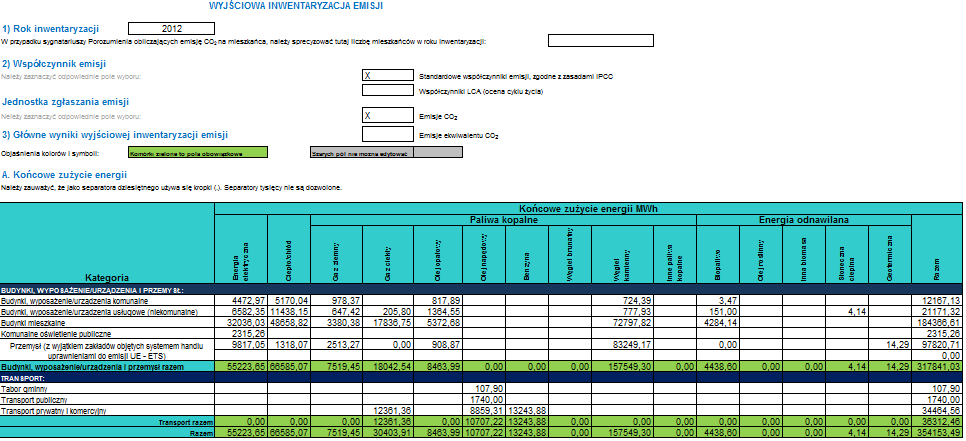 WYJŚCIOWA INWENTARYZACJA EMISJI
1) Rok inwentaryzacji 2012
W przypadku sygnatariuszy Porozumienia obliczających emisję CO₂ na mieszkańca, należy sprecyzować tutaj liczbę mieszkańców w roku inwentaryzacji:
2) Współczynnik emisji
Należy zaznaczyć odpowiednie pole wyboru: X Standardowe współczynniki emisji, zgodne z zasadami IPCC
Współczynniki LCA (ocena cyklu życia)
Jednostka zgłaszania emisji
Należy zaznaczyć odpowiednie pole wyboru: X Emisje CO₂
3) Główne wyniki wyjściowej inwentaryzacji emisji Emisje ekwiwalentu CO₂
Objaśnienia kolorów i symboli: Komórki zielone to pola obowiązkowe Szarych pól nie można edytować
A. Końcowe zużycie energii
Należy zauważyć, że jako separatora dziesiętnego używa się kropki (.). Separatory tysięcy nie są dozwolone.
Końcowe zużycie energii MWh
Paliwa kopalne Energia odnawilana
Kategoria Energia elektryczna Ciepło/chłód Gaz ziemny Gaz ciekły Olej opałowy Olej napędowy Benzyna Węgiel brunatny Węgiel kamienny Inne paliwa kopalne Biopaliwo Olej roślinny Inna biomasa Słoneczna cieplna Geotermiczna Razem
BUDYNKI, WYPOSAŻENIE/URZĄDZENIA I PRZEMYSŁ:
Budynki, wyposażenie/urządzenia komunalne 4472,97 5170,04 978,37 817,89 724,39 3,47 12167,13
Budynki, wyposażenie/urządzenia usługowe (niekomunalne) 6582,35 11438,15 647,42 205,80 1364,55 777,93 151,00 4,14 21171,32
Budynki mieszkalne 32036,03 48658,82 3380,38 17836,75 5372,68 72797,82 4284,14 184366,61
Komunalne oświetlenie publiczne 2315,26 2315,26
Przemysł (z wyjątkiem zakładów objętych systemem handlu uprawnieniami do emisji UE - ETS) 9817,05 1318,07 2513,27 0,00 908,87 83249,17 0,00 14,29 97820,71
0,00
Budynki, wyposażenie/urządzenia i przemysł razem 55223,65 66585,07 7519,45 18042,54 8463,99 0,00 0,00 0,00 157549,30 0,00 4438,60 0,00 0,00 4,14 14,29 317841,03
TRANSPORT:
Tabor gminny 107,90 107,90
Transport publiczny 1740,00 1740,00
Transport prywatny i komercyjny 12361,36 8859,31 13243,88 34464,56
Transport razem 0,00 0,00 0,00 12361,36 0,00 10707,22 13243,88 0,00 0,00 0,00 0,00 0,00 0,00 0,00 0,00 36312,46
Razem 55223,65 66585,07 7519,45 30403,91 8463,99 10707,22 13243,88 0,00 157549,30 0,00 4438,60 0,00 0,00 4,14 14,29 354153,49